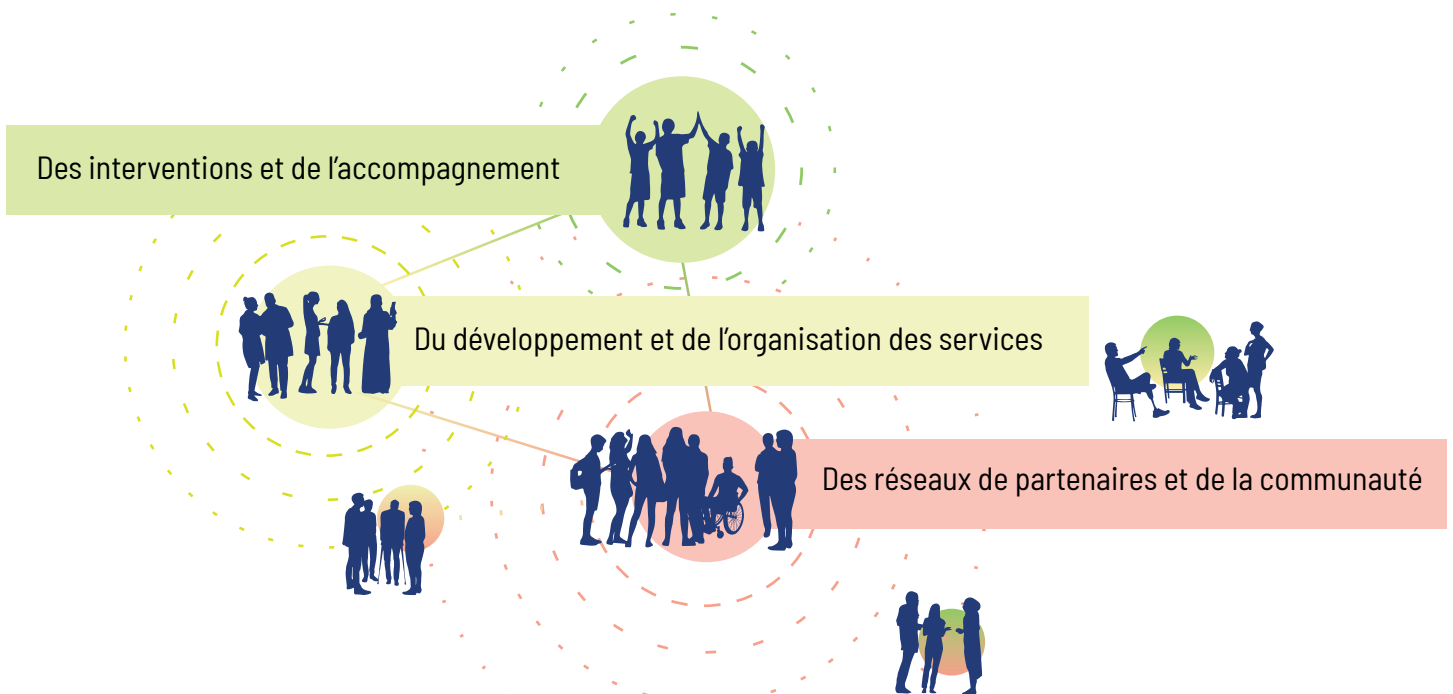 Des interventions et de l’accompagnement
Du développement et de l’organisation des services
Des réseaux de partenaires et de la communauté